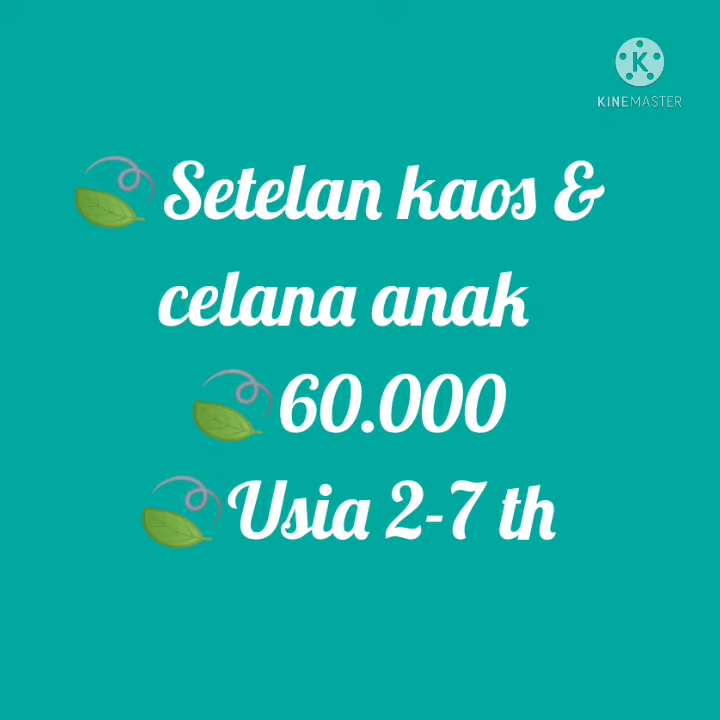 KINEMASTER
🍃Setelan kaos &
celana anak
🍃60.000
🍃Usia 2-7 th